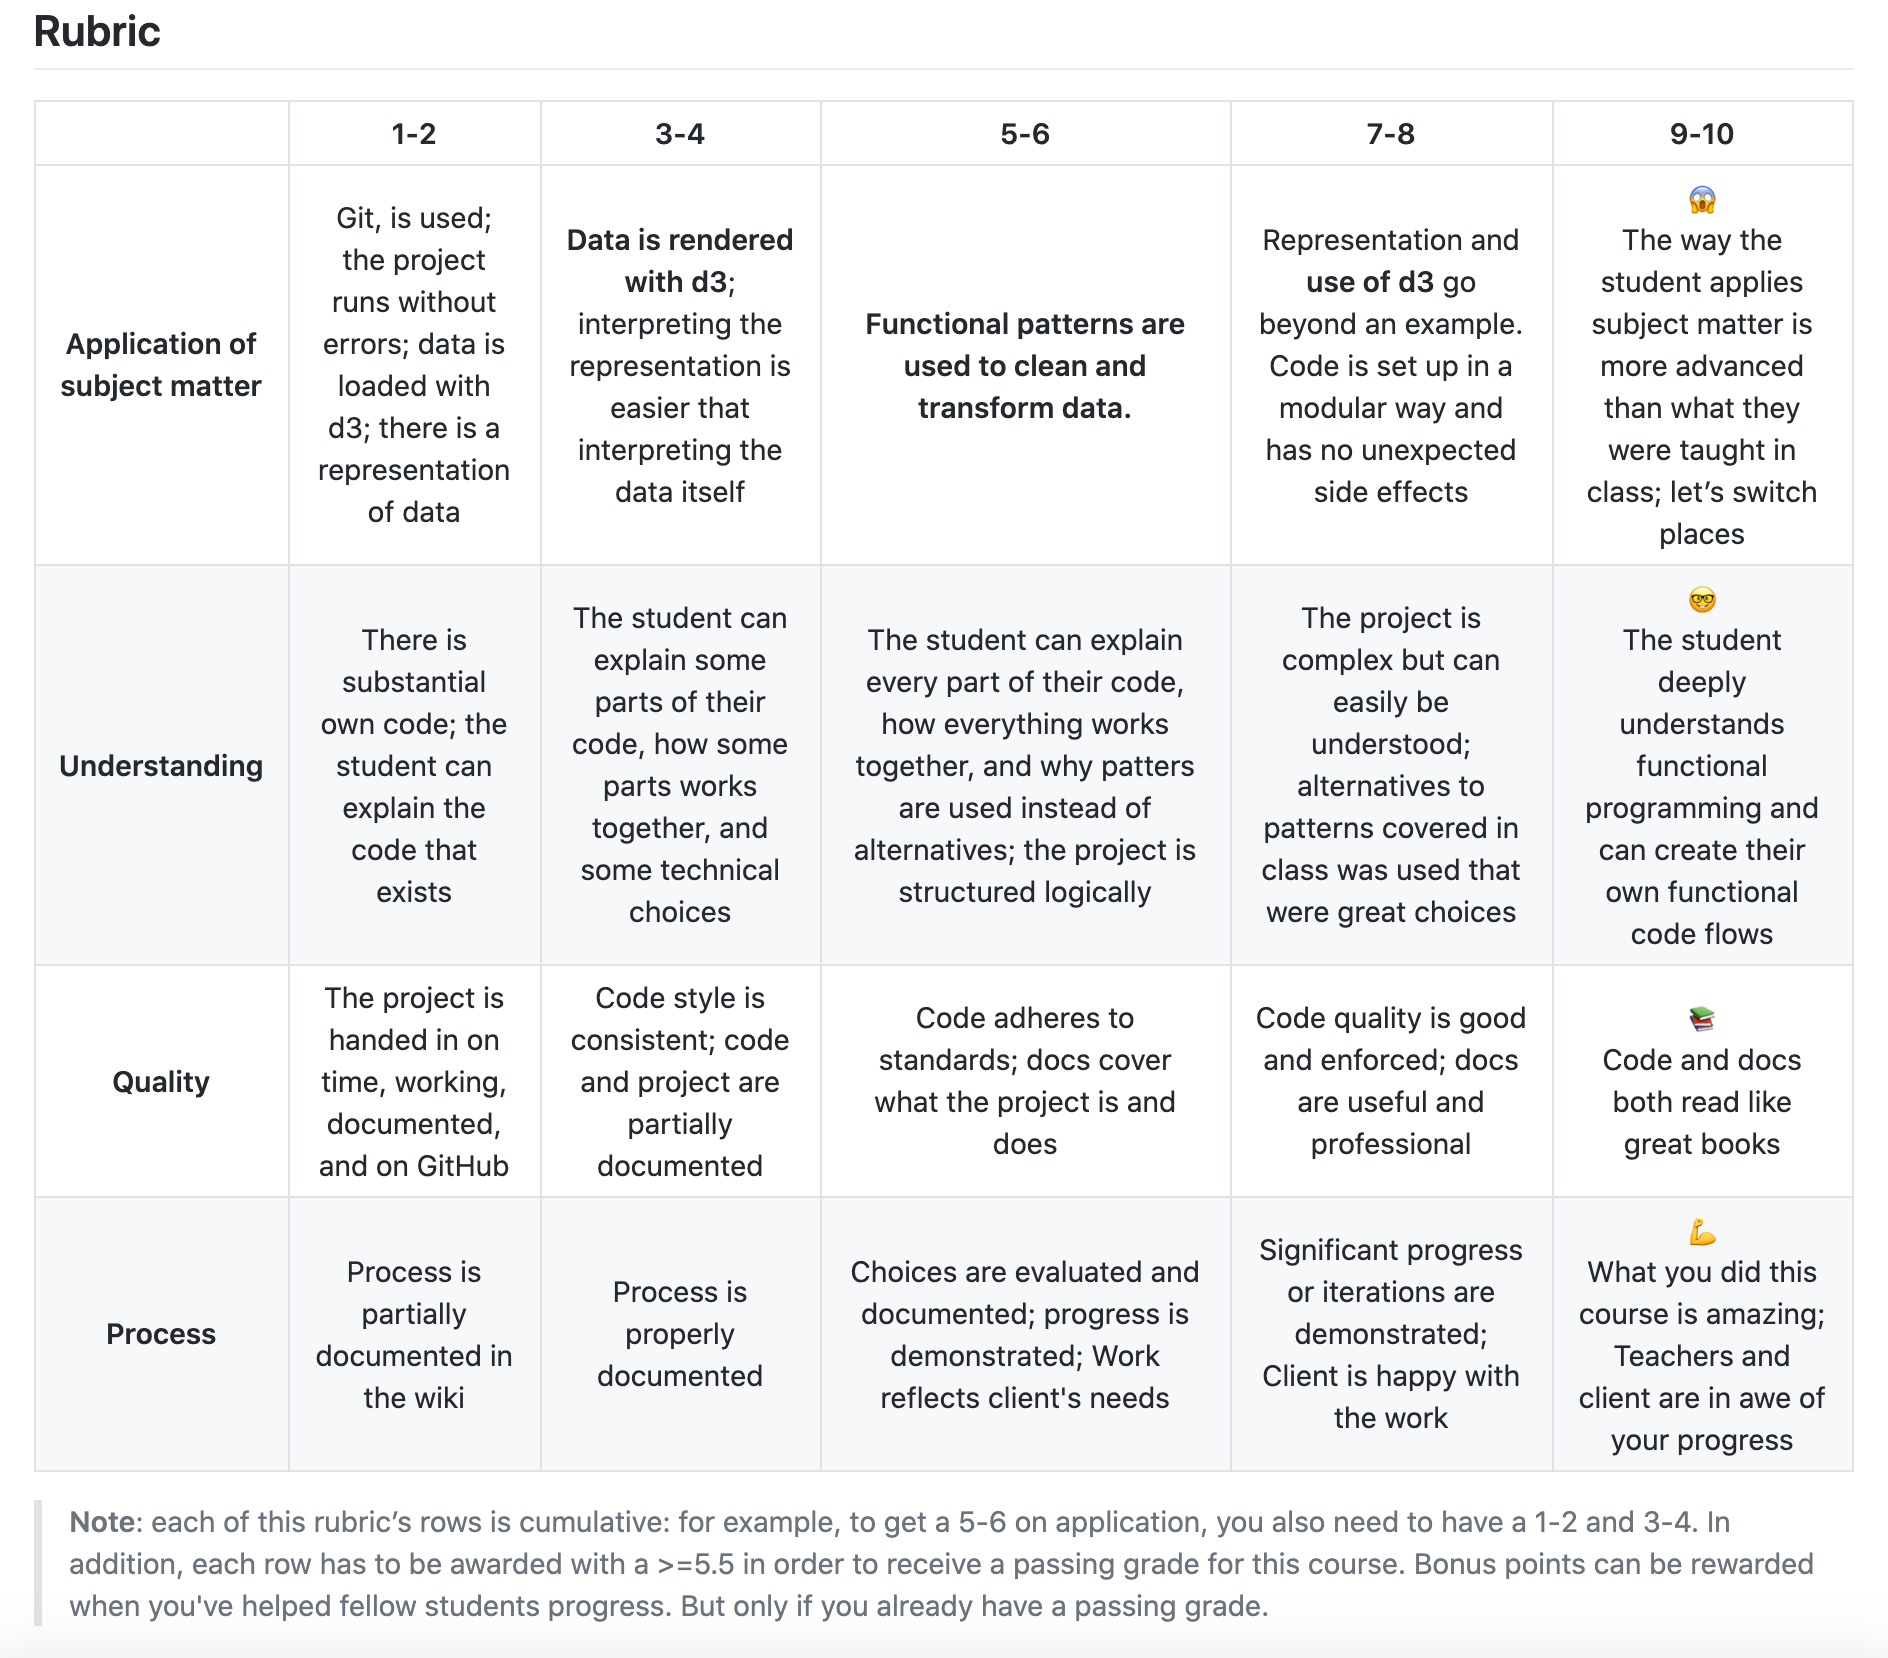 Rubric
1-2
3-4
5-6
7-8
9-10
Application of
subject matter
Git, is used;
the project
runs without
errors; data is
loaded with
d3; there is a
representation
of data
Data is rendered
with d3;
interpreting the
representation is
easier that
interpreting the
data itself
Functional patterns are
used to clean and
transform data.
Representation and
use of d3 go
beyond an example.
Code is set up in a
modular way and
has no unexpected
side effects
😱
The way the
student applies
subject matter is
more advanced
than what they
were taught in
class; let’s switch
places
Understanding
There is
substantial
own code; the
student can
explain the
code that
exists
The student can
explain some
parts of their
code, how some
parts works
together, and
some technical
choices
The student can explain
every part of their code,
how everything works
together, and why patters
are used instead of
alternatives; the project is
structured logically
The project is
complex but can
easily be
understood;
alternatives to
patterns covered in
class was used that
were great choices
🤓
The student
deeply
understands
functional
programming and
can create their
own functional
code flows
Quality
The project is
handed in on
time, working,
documented,
and on GitHub
Code style is
consistent; code
and project are
partially
documented
Code adheres to
standards; docs cover
what the project is and
does
Code quality is good
and enforced; docs
are useful and
professional
📚
Code and docs
both read like
great books
Process
Process is
partially
documented in
the wiki
Process is
properly
documented
Choices are evaluated and
documented; progress is
demonstrated; Work
reflects client's needs
Significant progress
or iterations are
demonstrated;
Client is happy with
the work
💪
What you did this
course is amazing;
Teachers and
client are in awe of
your progress
Note: each of this rubric’s rows is cumulative: for example, to get a 5-6 on application, you also need to have a 1-2 and 3-4. In
addition, each row has to be awarded with a >=5.5 in order to receive a passing grade for this course. Bonus points can be rewarded
when you've helped fellow students progress. But only if you already have a passing grade.